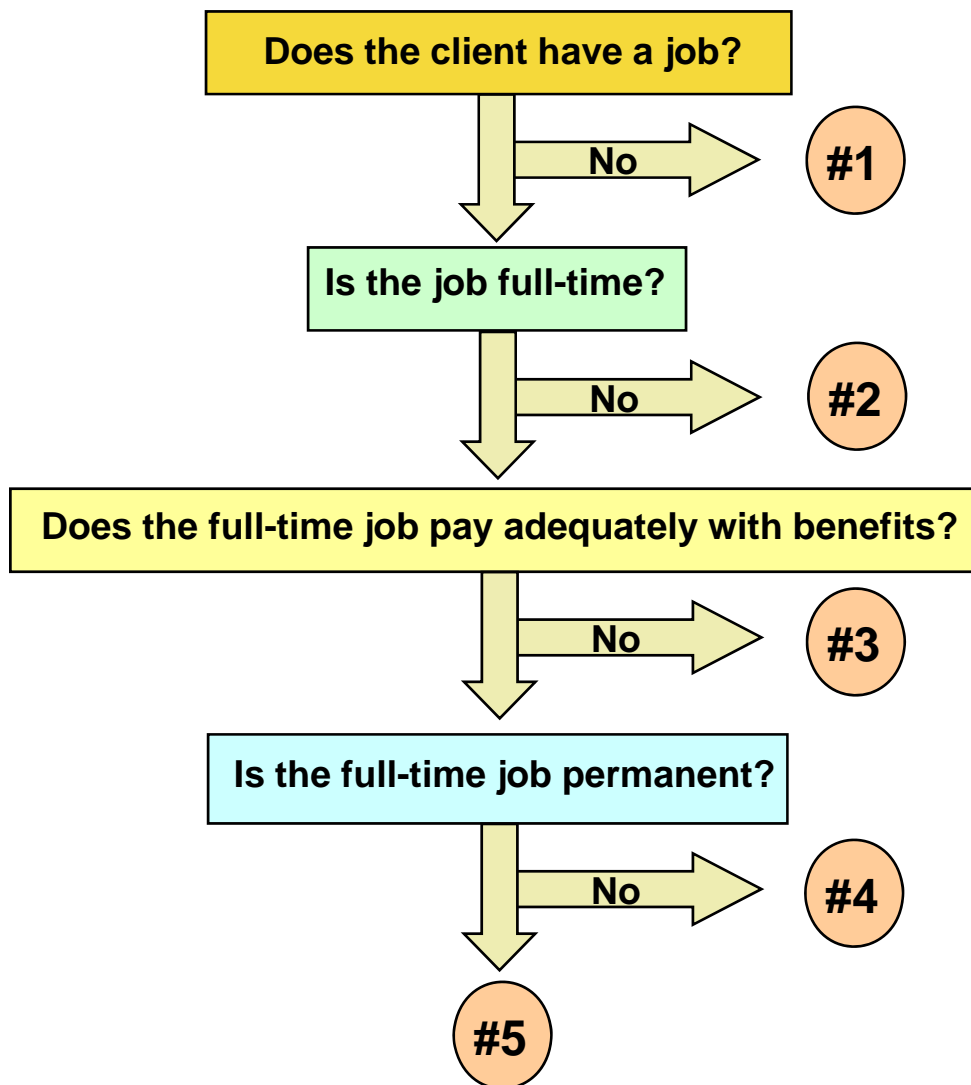 Does the client have a job?
No
#1
Is the job full-time?
No
#2
Does the full-time job pay adequately with benefits?
No
#3
Is the full-time job permanent?
No
#4
#5